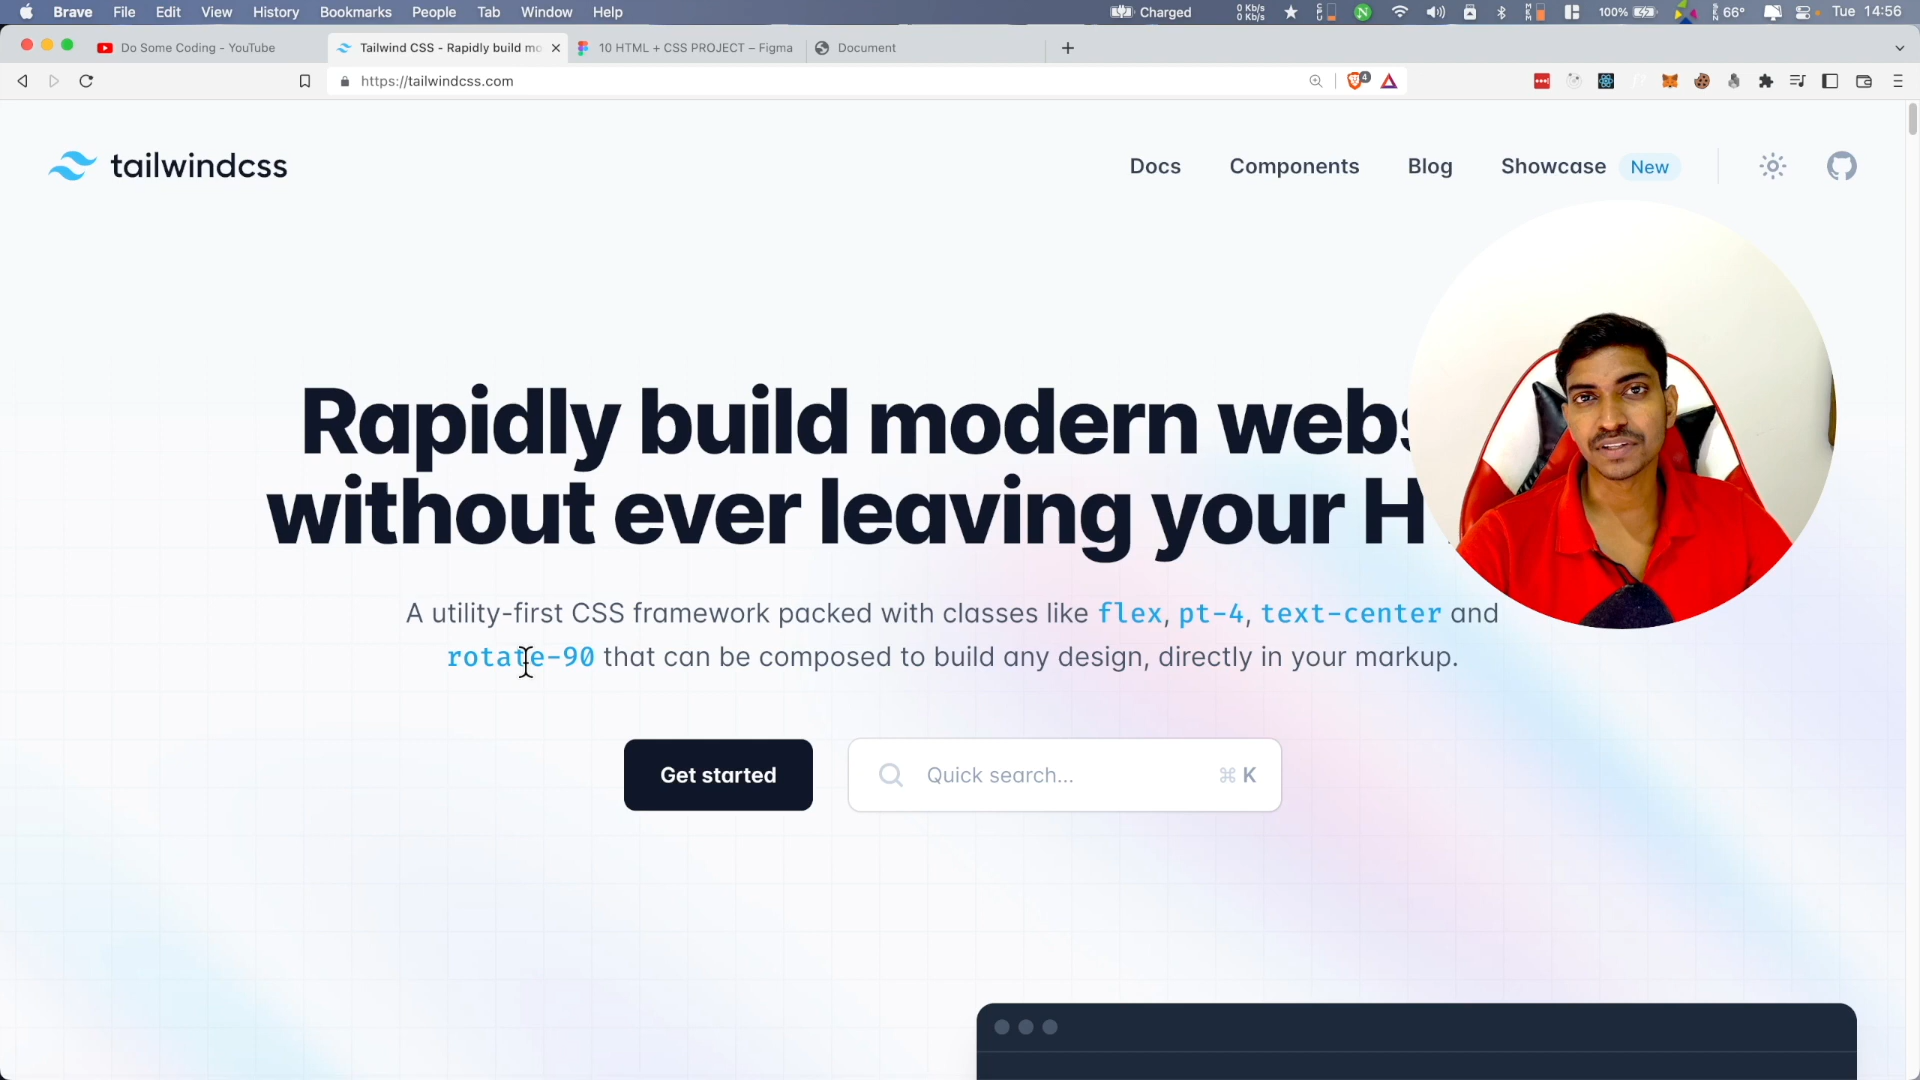 Brave File Edit View History Bookmarks People Tab Window Help Charged 0 Kb/s 0 Kb/s 100% 66° Tue 14:56
Do Some Coding - YouTube Tailwind CSS - Rapidly build mo 10 HTML + CSS PROJECT – Figma Document
https://tailwindcss.com 4
tailwindcss Docs Components Blog Showcase New
Rapidly build modern webs
without ever leaving your H
A utility-first CSS framework packed with classes like flex, pt-4, text-center and
rotate-90 that can be composed to build any design, directly in your markup.
Get started Quick search... ⌘ K